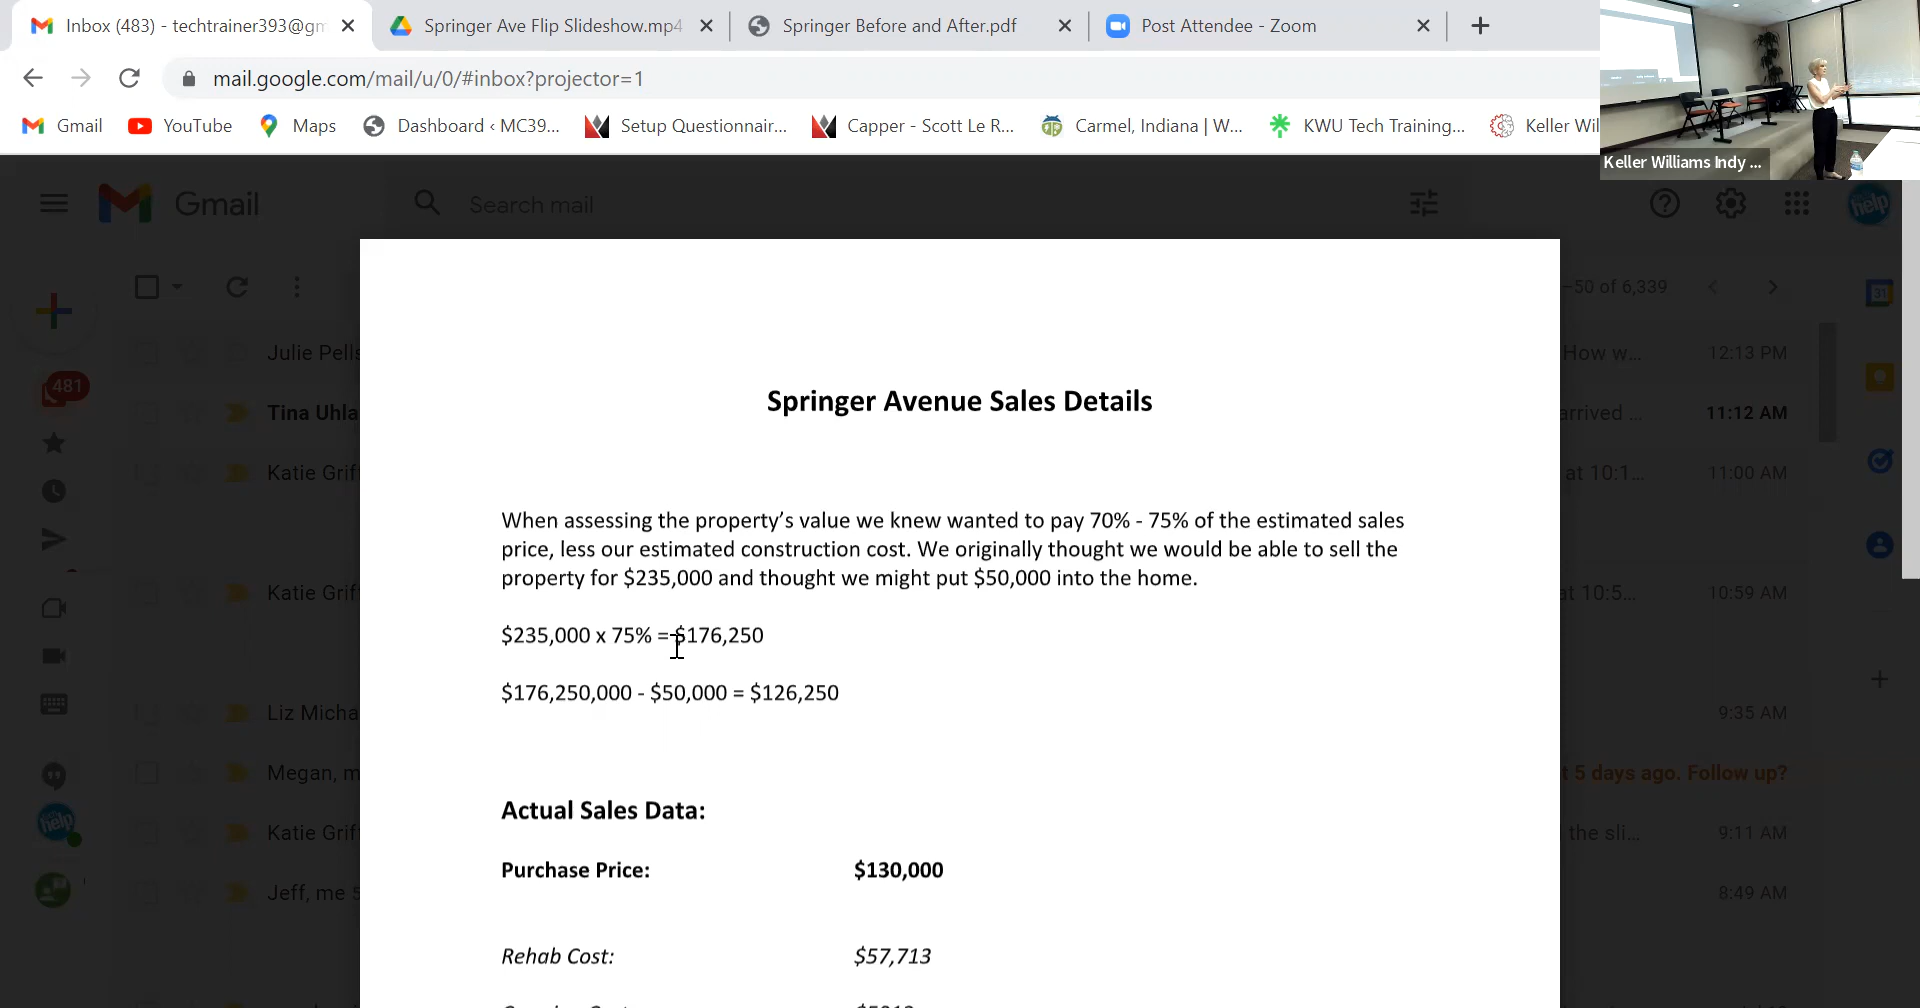 Inbox (483) - techtrainer393@gm
Springer Ave Flip Slideshow.mp4
Springer Before and After.pdf
Post Attendee - Zoom
mail.google.com/mail/u/0/#inbox?projector=1
Gmail
YouTube
Maps
Dashboard ‹ MC39...
Setup Questionnair...
Capper - Scott Le R...
Carmel, Indiana | W...
KWU Tech Training...
Keller Wil
Keller Williams Indy ...
Gmail
Search mail
help
50 of 6,339
31
481
Julie Pells
How w...
12:13 PM
Tina Uhla
arrived ...
11:12 AM
Katie Grif
at 10:1...
11:00 AM
Katie Grif
at 10:5...
10:59 AM
Liz Micha
9:35 AM
Megan, m
t 5 days ago. Follow up?
help
Katie Grif
the sli...
9:11 AM
Jeff, me 5
8:49 AM
Springer Avenue Sales Details
When assessing the property's value we knew wanted to pay 70% - 75% of the estimated sales
price, less our estimated construction cost. We originally thought we would be able to sell the
property for $235,000 and thought we might put $50,000 into the home.
$235,000 x 75% = $176,250
$176,250,000 - $50,000 = $126,250
Actual Sales Data:
Purchase Price: $130,000
Rehab Cost: $57,713